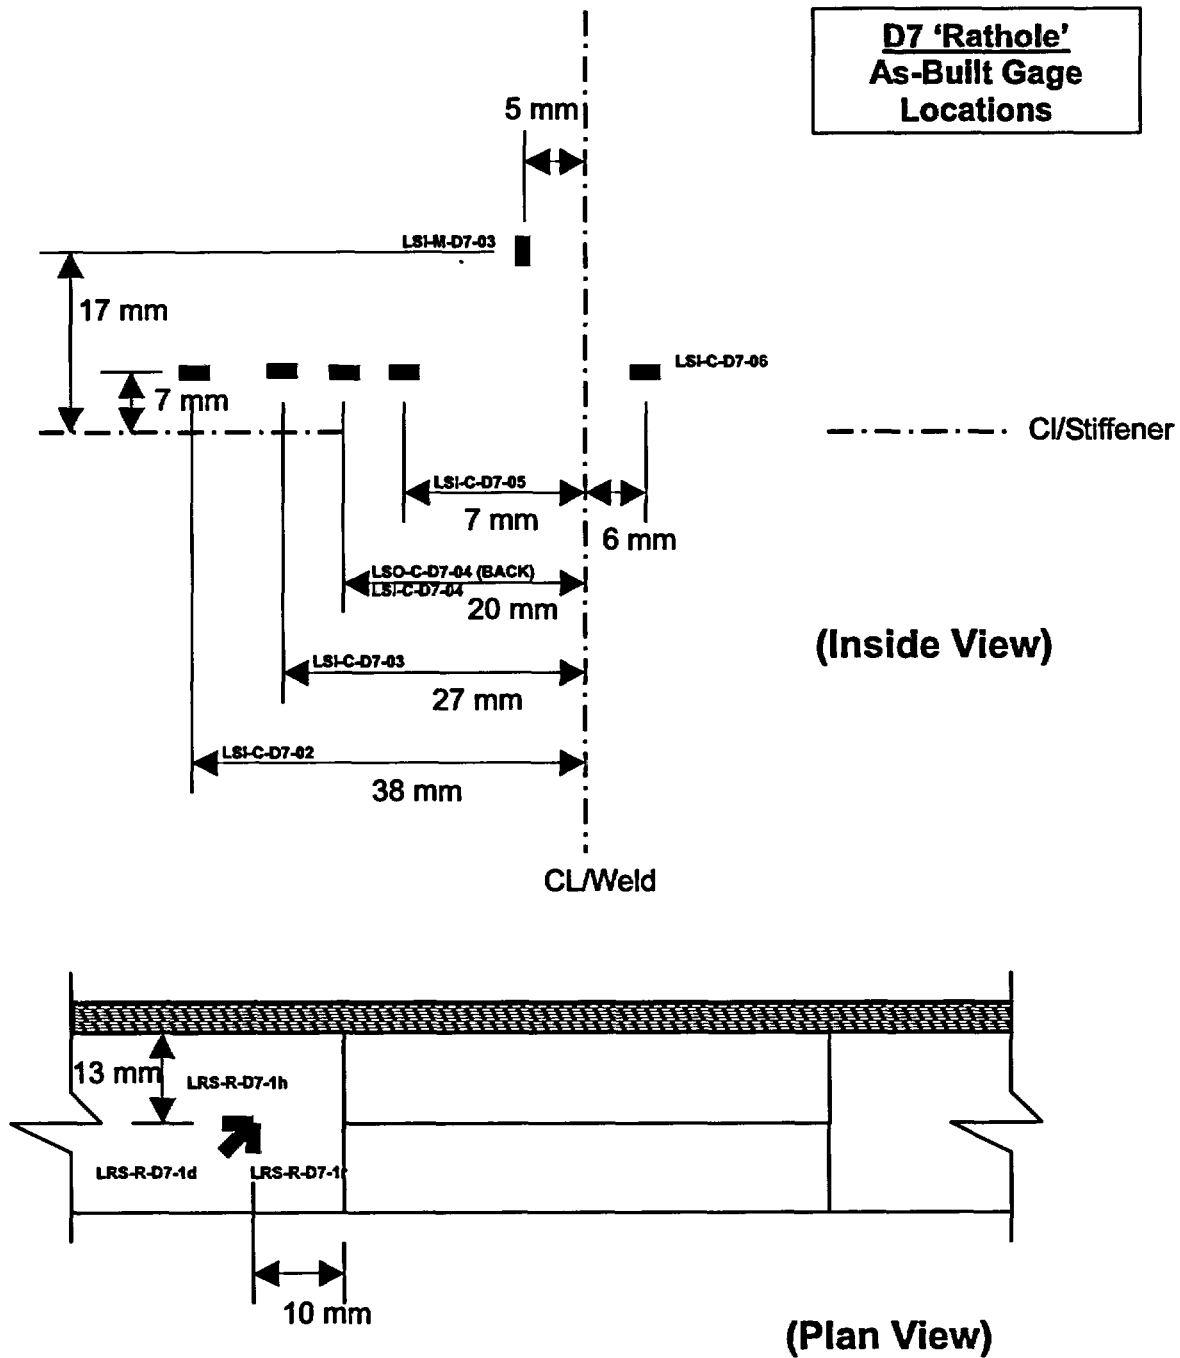 D7 'Rathole'
As-Built Gage
Locations
5 mm
LSI-M-D7-03
17 mm
LSI-C-D7-06
7 mm
Cl/Stiffener
LSI-C-D7-05
7 mm
6 mm
LSO-C-D7-04 (BACK)
LSI-C-D7-04
20 mm
(Inside View)
LSI-C-D7-03
27 mm
LSI-C-D7-02
38 mm
CL/Weld
13 mm
LRS-R-D7-1h
LRS-R-D7-1d
LRS-R-D7-1r
10 mm
(Plan View)